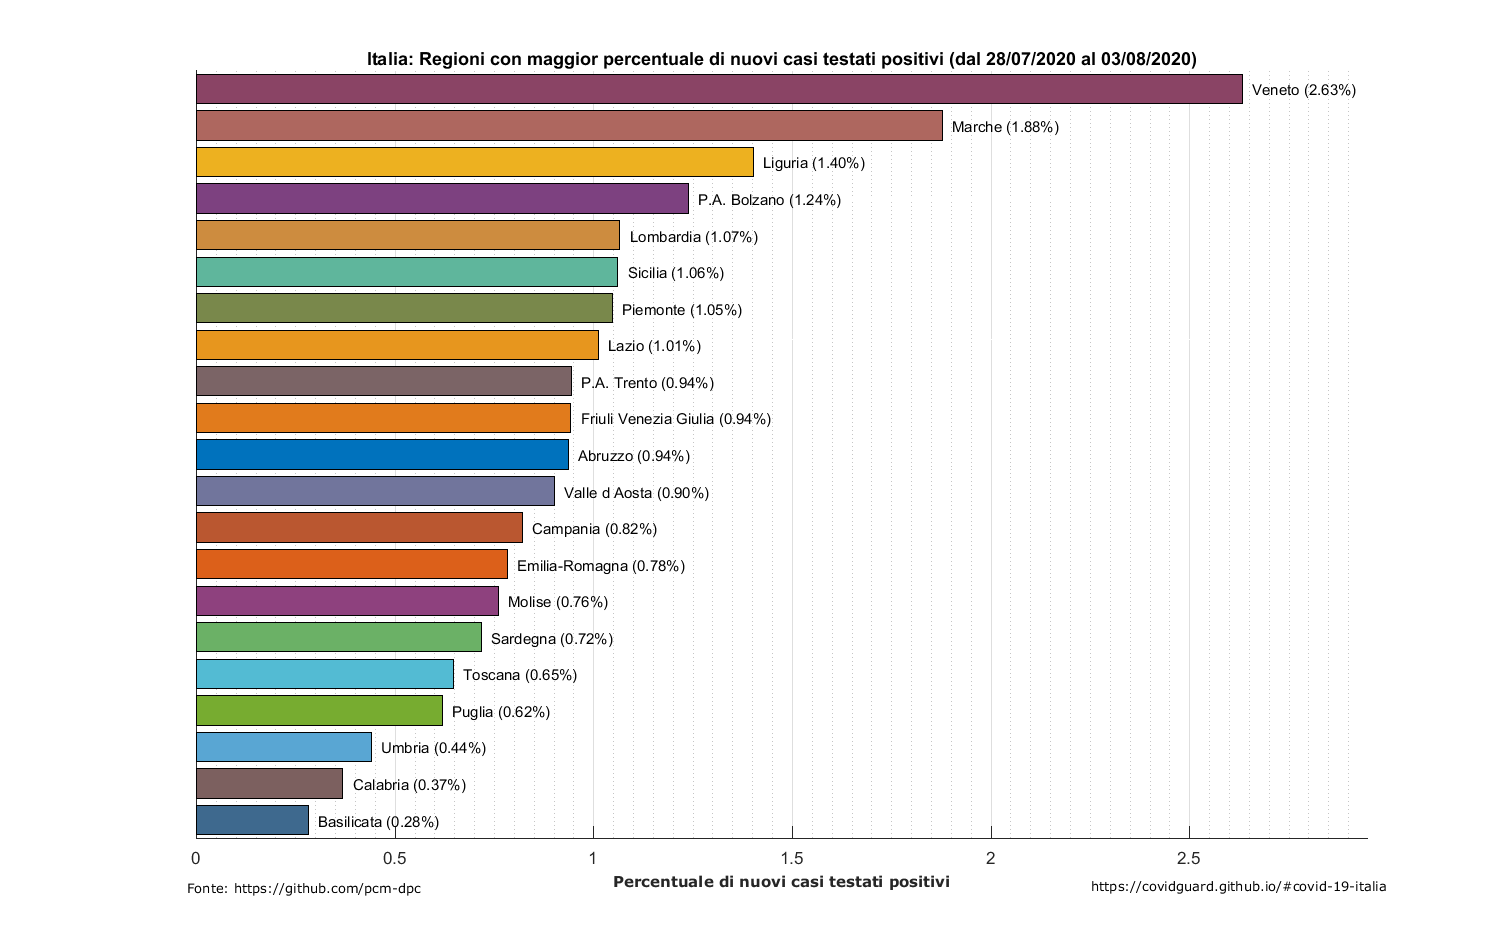 Italia: Regioni con maggior percentuale di nuovi casi testati positivi (dal 28/07/2020 al 03/08/2020)
Veneto (2.63%)
Marche (1.88%)
Liguria (1.40%)
P.A. Bolzano (1.24%)
Lombardia (1.07%)
Sicilia (1.06%)
Piemonte (1.05%)
Lazio (1.01%)
P.A. Trento (0.94%)
Friuli Venezia Giulia (0.94%)
Abruzzo (0.94%)
Valle d Aosta (0.90%)
Campania (0.82%)
Emilia-Romagna (0.78%)
Molise (0.76%)
Sardegna (0.72%)
Toscana (0.65%)
Puglia (0.62%)
Umbria (0.44%)
Calabria (0.37%)
Basilicata (0.28%)
0 0.5 1 1.5 2 2.5
Percentuale di nuovi casi testati positivi
Fonte: https://github.com/pcm-dpc
https://covidguard.github.io/#covid-19-italia